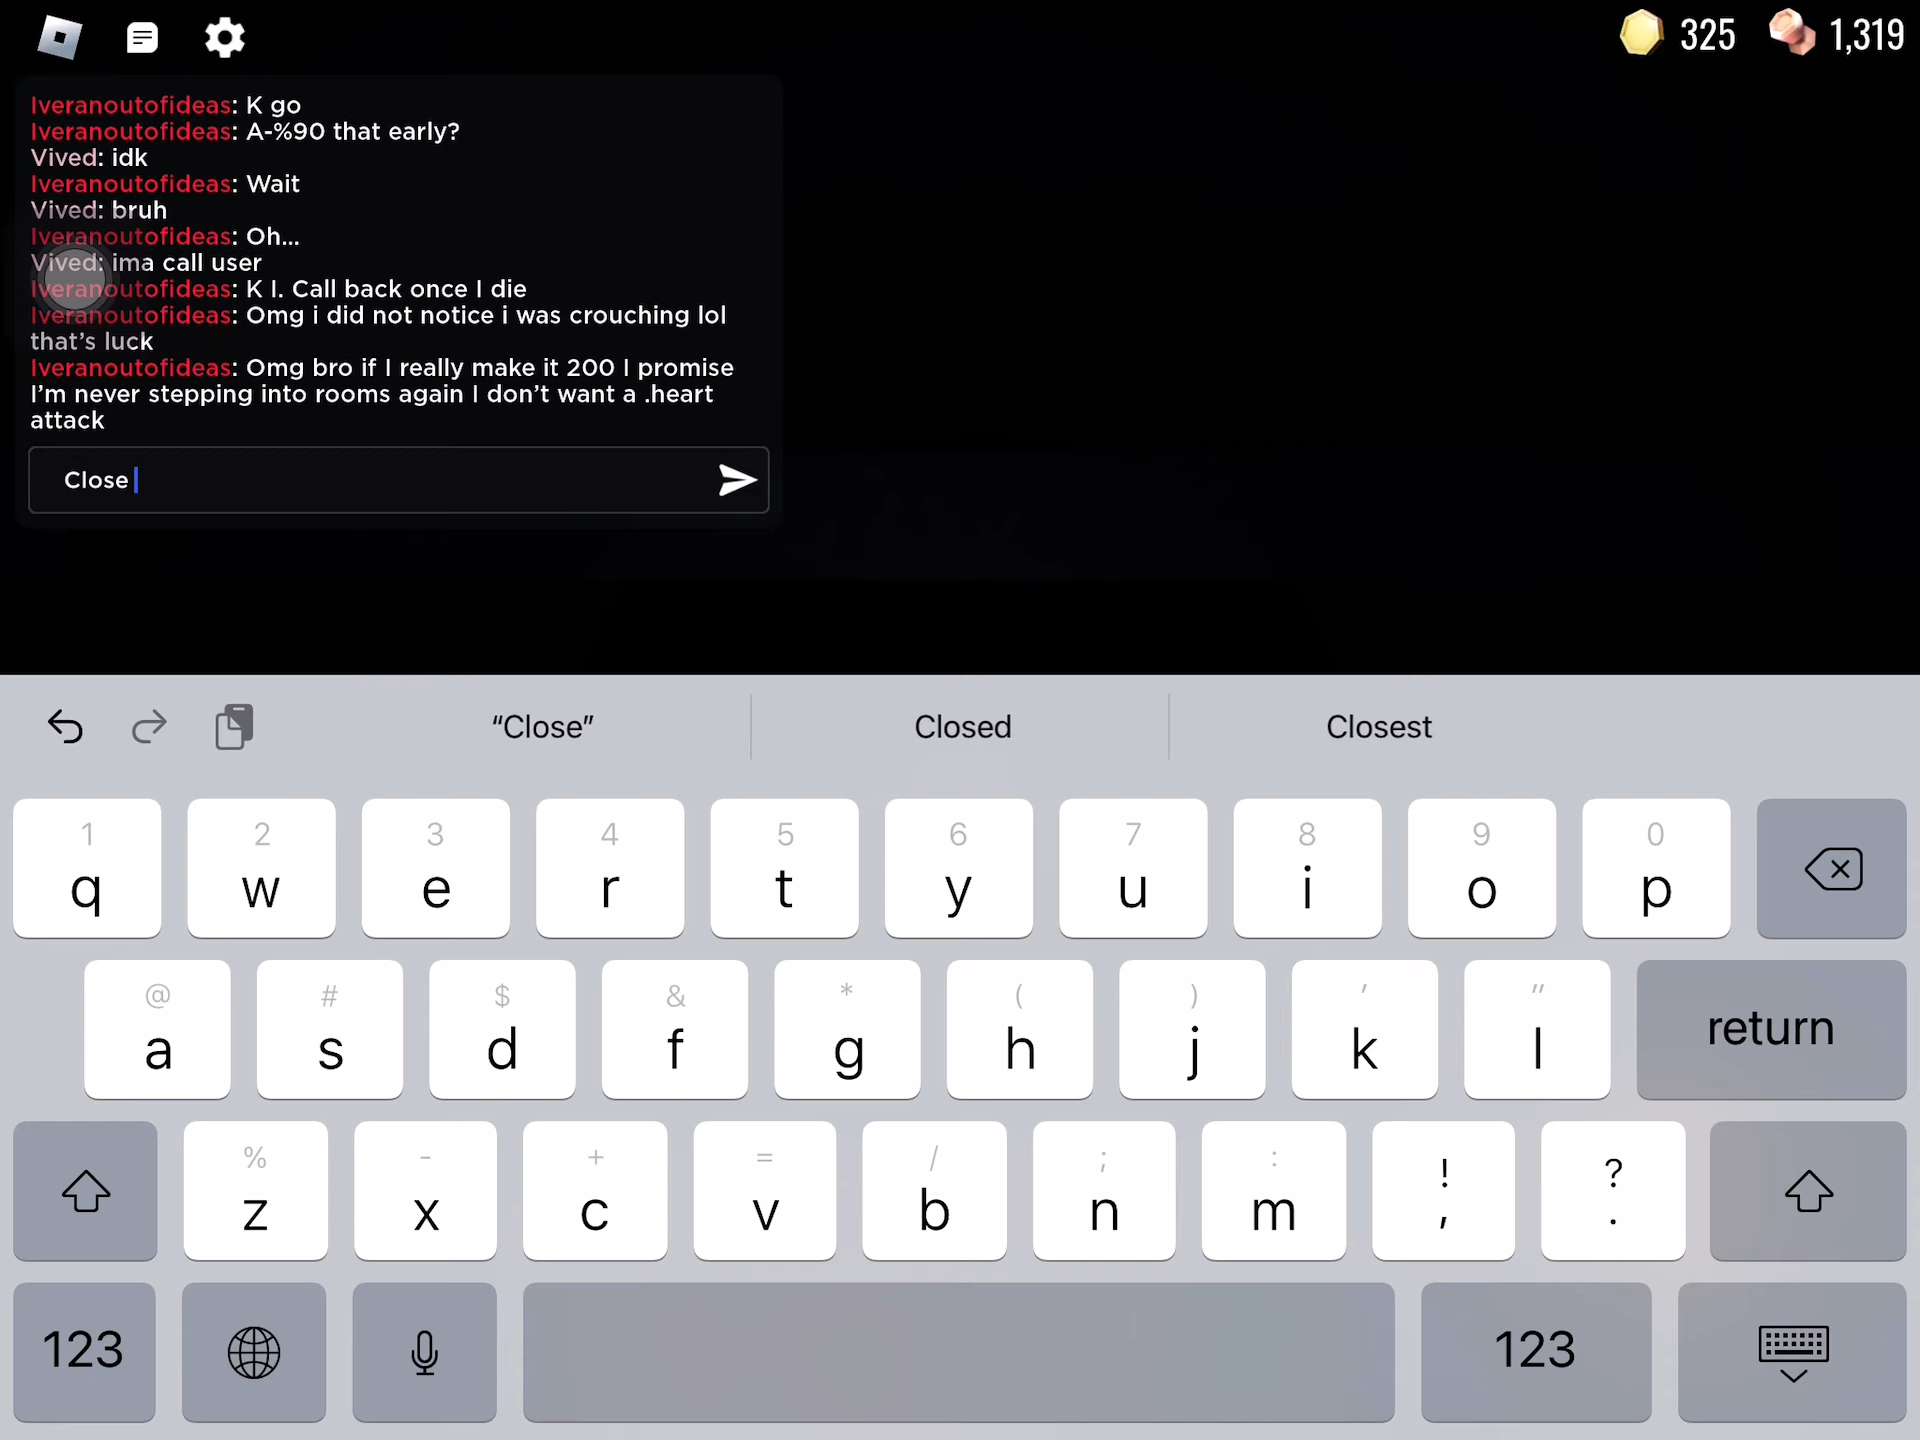 325 1,319
Iveranoutofideas: K go
Iveranoutofideas: A-%90 that early?
Vived: idk
Iveranoutofideas: Wait
Vived: bruh
Iveranoutofideas: Oh...
Vived: ima call user
Iveranoutofideas: K I. Call back once I die
Iveranoutofideas: Omg i did not notice i was crouching lol
that’s luck
Iveranoutofideas: Omg bro if I really make it 200 I promise
I’m never stepping into rooms again I don’t want a .heart
attack
Close
“Close” Closed Closest
1 2 3 4 5 6 7 8 9 0
q w e r t y u i o p
@ # $ & * ( ) ' "
a s d f g h j k l return
% - + = / ; : ! ?
z x c v b n m , .
123 123